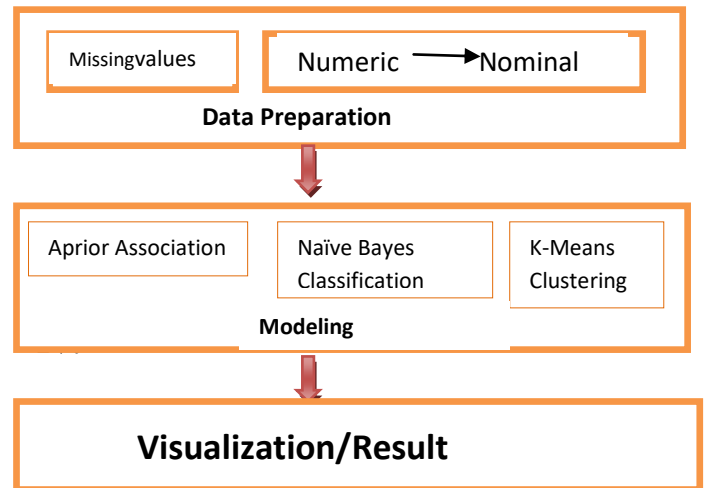 Missingvalues
Numeric Nominal
Data Preparation
Aprior Association
Naïve Bayes
Classification
K-Means
Clustering
Modeling
Visualization/Result